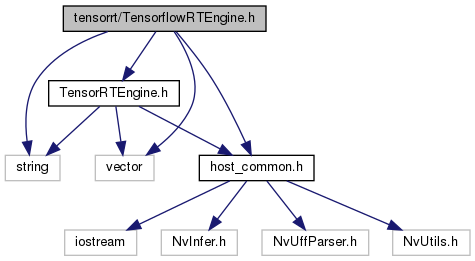 tensorrt/TensorflowRTEngine.h
TensorRTEngine.h
string
vector
host_common.h
iostream
NvInfer.h
NvUffParser.h
NvUtils.h